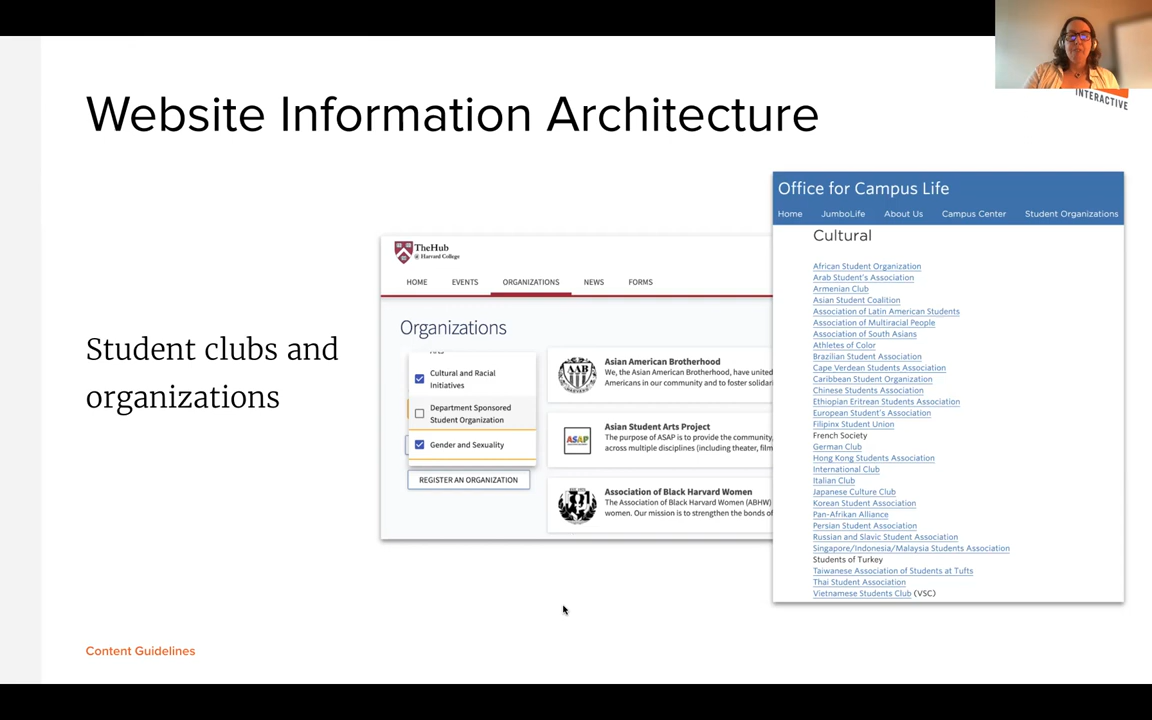 INTERACTIVE
Website Information Architecture
Student clubs and
organizations
TheHub
@ Harvard College
HOME EVENTS ORGANIZATIONS NEWS FORMS
Organizations
Cultural and Racial
Initiatives
Department Sponsored
Student Organization
Gender and Sexuality
REGISTER AN ORGANIZATION
AAB
Asian American Brotherhood
We, the Asian American Brotherhood, have united
Americans in our community and to foster solidar
ASAP
Asian Student Arts Project
The purpose of ASAP is to provide the community,
across multiple disciplines (including theater, film
Association of Black Harvard Women
The Association of Black Harvard Women (ABHW)
women. Our mission is to strengthen the bonds of
Office for Campus Life
Home JumboLife About Us Campus Center Student Organizations
Cultural
African Student Organization
Arab Student's Association
Armenian Club
Asian Student Coalition
Association of Latin American Students
Association of Multiracial People
Association of South Asians
Athletes of Color
Brazilian Student Association
Cape Verdean Students Association
Caribbean Student Organization
Chinese Students Association
Ethiopian Eritrean Students Association
European Student's Association
Filipinx Student Union
French Society
German Club
Hong Kong Students Association
International Club
Italian Club
Japanese Culture Club
Korean Student Association
Pan-Afrikan Alliance
Persian Student Association
Russian and Slavic Student Association
Singapore/Indonesia/Malaysia Students Association
Students of Turkey
Taiwanese Association of Students at Tufts
Thai Student Association
Vietnamese Students Club (VSC)
Content Guidelines